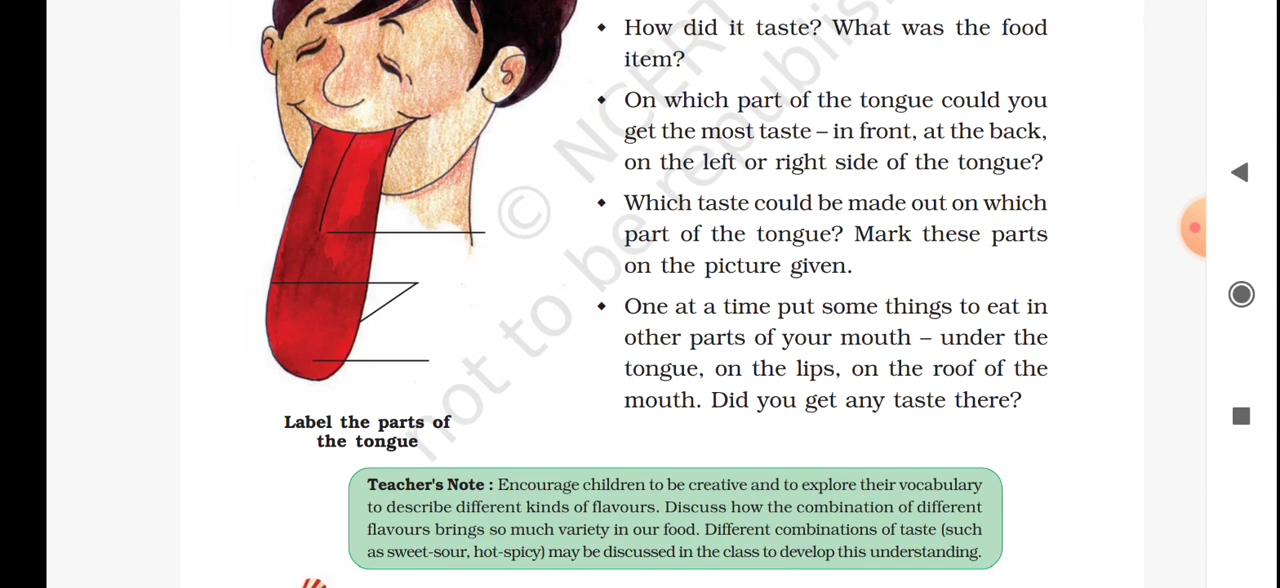 How did it taste? What was the food
item?
On which part of the tongue could you
get the most taste – in front, at the back,
on the left or right side of the tongue?
Which taste could be made out on which
part of the tongue? Mark these parts
on the picture given.
One at a time put some things to eat in
other parts of your mouth – under the
tongue, on the lips, on the roof of the
mouth. Did you get any taste there?
Label the parts of
the tongue
Teacher's Note : Encourage children to be creative and to explore their vocabulary
to describe different kinds of flavours. Discuss how the combination of different
flavours brings so much variety in our food. Different combinations of taste (such
as sweet-sour, hot-spicy) may be discussed in the class to develop this understanding.
© NCERT
not to be republish